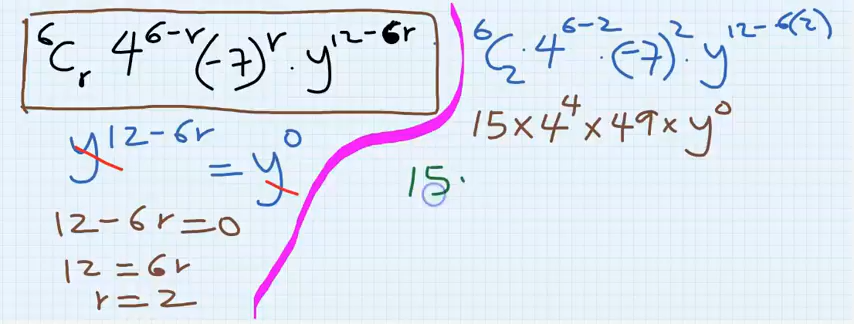 ⁶Cᵣ 4⁶⁻ʳ(-7)ʳ · y¹²⁻⁶ʳ
y¹²⁻⁶ʳ = y⁰
12-6r=0
12 = 6r
r = 2
⁶C₂ · 4⁶⁻² · (-7)² · y¹²⁻⁶⁽²⁾
15 × 4⁴ × 49 × y⁰
15 ·